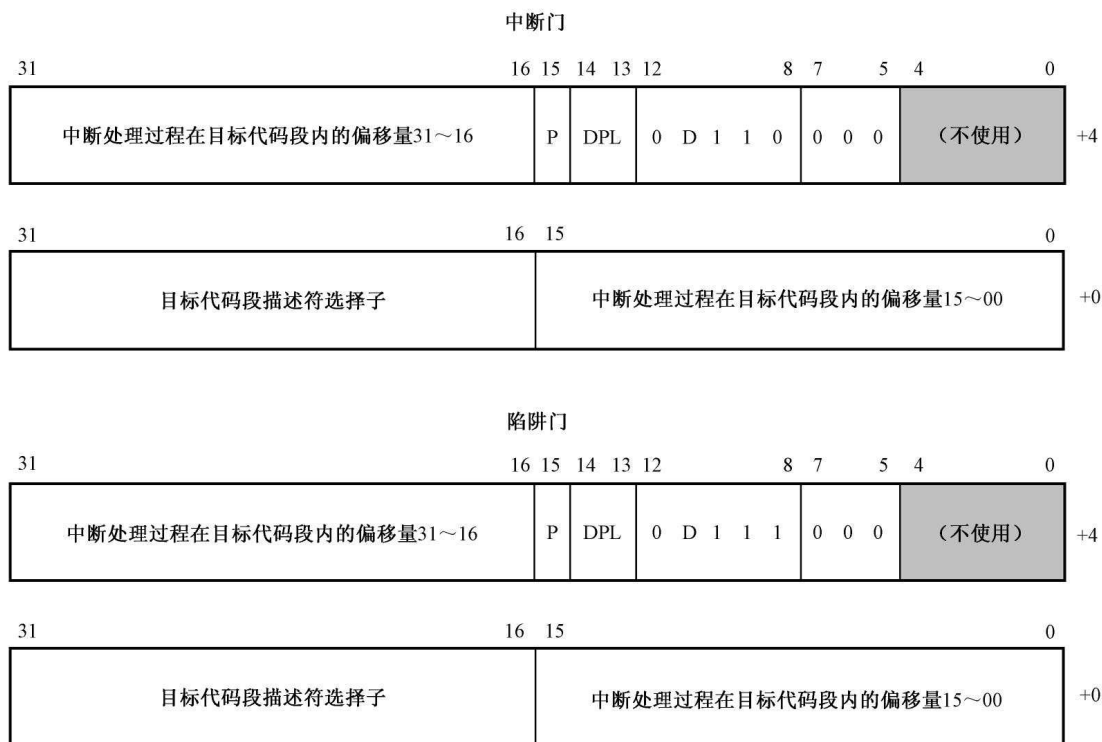 中断门
31 16 15 14 13 12 8 7 5 4 0
中断处理过程在目标代码段内的偏移量31～16 P DPL 0 D 1 1 0 0 0 0 （不使用） +4
31 16 15 0
目标代码段描述符选择子 中断处理过程在目标代码段内的偏移量15～00 +0
陷阱门
31 16 15 14 13 12 8 7 5 4 0
中断处理过程在目标代码段内的偏移量31～16 P DPL 0 D 1 1 1 0 0 0 （不使用） +4
31 16 15 0
目标代码段描述符选择子 中断处理过程在目标代码段内的偏移量15～00 +0